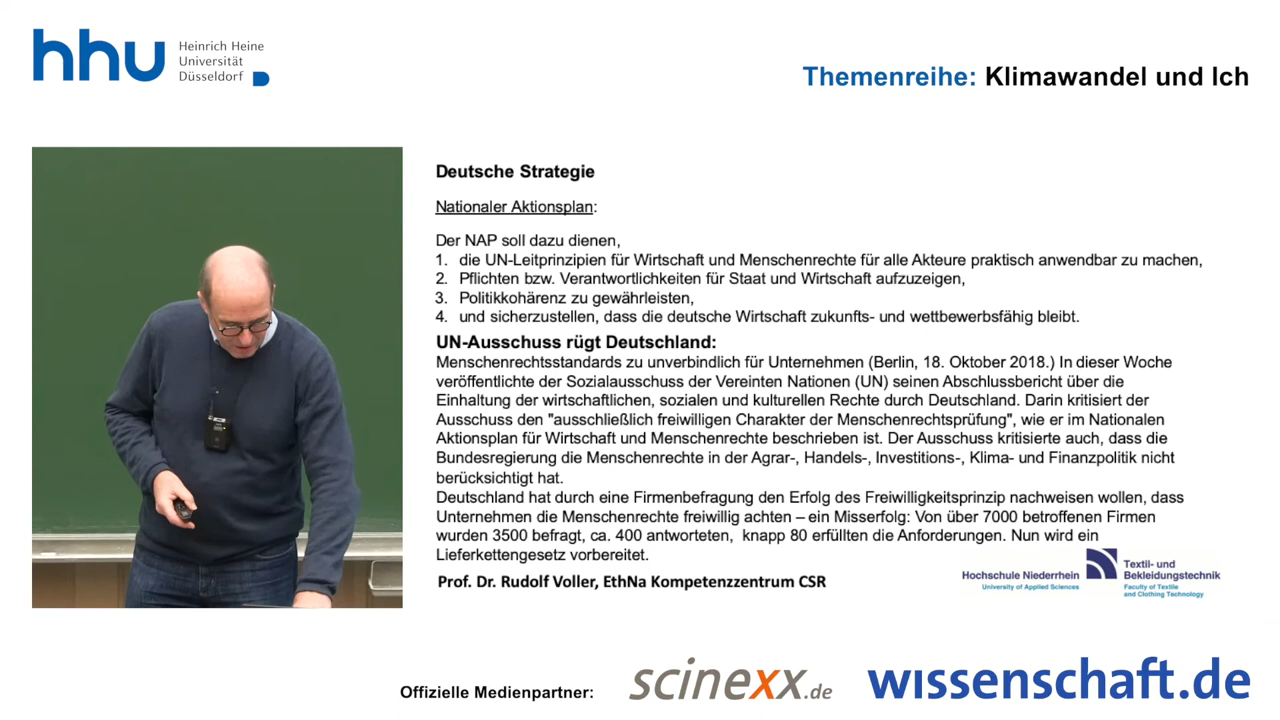 hhu Heinrich Heine
Universität
Düsseldorf
Themenreihe: Klimawandel und Ich
Deutsche Strategie
Nationaler Aktionsplan:
Der NAP soll dazu dienen,
1. die UN-Leitprinzipien für Wirtschaft und Menschenrechte für alle Akteure praktisch anwendbar zu machen,
2. Pflichten bzw. Verantwortlichkeiten für Staat und Wirtschaft aufzuzeigen,
3. Politikkohärenz zu gewährleisten,
4. und sicherzustellen, dass die deutsche Wirtschaft zukunfts- und wettbewerbsfähig bleibt.
UN-Ausschuss rügt Deutschland:
Menschenrechtsstandards zu unverbindlich für Unternehmen (Berlin, 18. Oktober 2018.) In dieser Woche
veröffentlichte der Sozialausschuss der Vereinten Nationen (UN) seinen Abschlussbericht über die
Einhaltung der wirtschaftlichen, sozialen und kulturellen Rechte durch Deutschland. Darin kritisiert der
Ausschuss den "ausschließlich freiwilligen Charakter der Menschenrechtsprüfung", wie er im Nationalen
Aktionsplan für Wirtschaft und Menschenrechte beschrieben ist. Der Ausschuss kritisierte auch, dass die
Bundesregierung die Menschenrechte in der Agrar-, Handels-, Investitions-, Klima- und Finanzpolitik nicht
berücksichtigt hat.
Deutschland hat durch eine Firmenbefragung den Erfolg des Freiwilligkeitsprinzip nachweisen wollen, dass
Unternehmen die Menschenrechte freiwillig achten – ein Misserfolg: Von über 7000 betroffenen Firmen
wurden 3500 befragt, ca. 400 antworteten, knapp 80 erfüllten die Anforderungen. Nun wird ein
Lieferkettengesetz vorbereitet.
Prof. Dr. Rudolf Voller, EthNa Kompetenzzentrum CSR
Hochschule Niederrhein
University of Applied Sciences
Textil- und
Bekleidungstechnik
Faculty of Textile
and Clothing Technology
Offizielle Medienpartner: scinexx.de wissenschaft.de